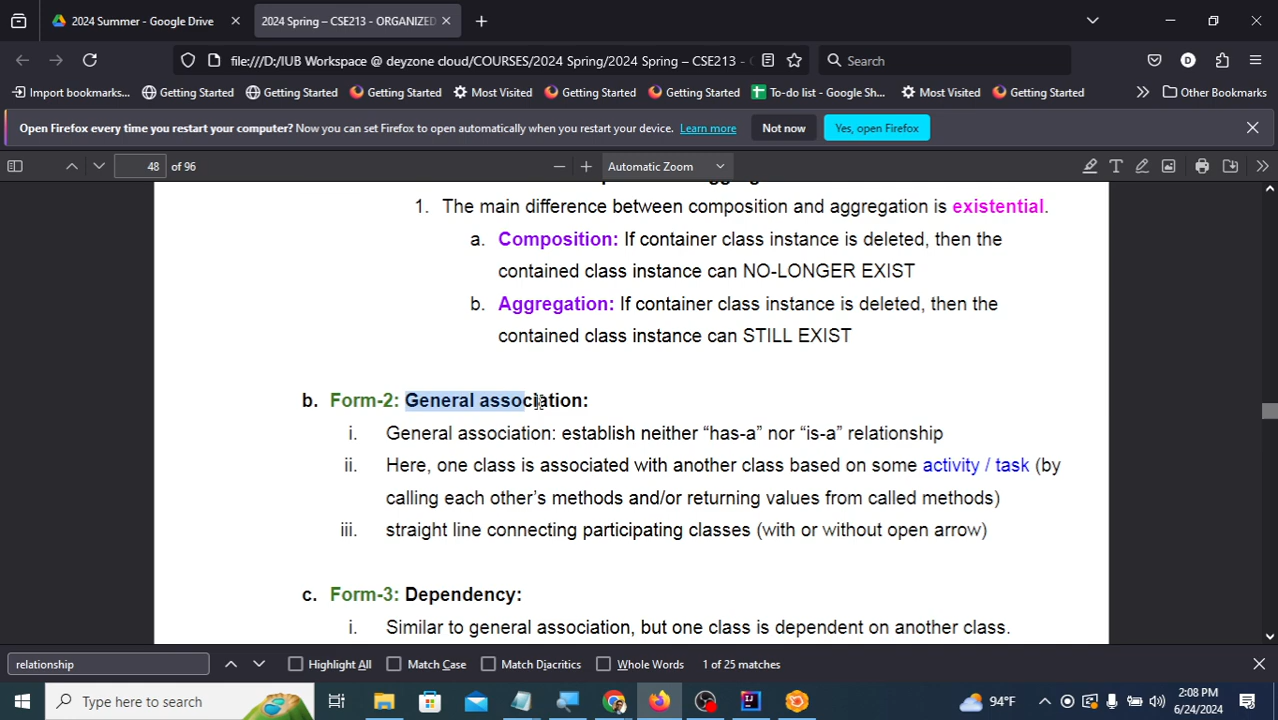 2024 Summer - Google Drive
2024 Spring – CSE213 - ORGANIZED
file:///D:/IUB Workspace @ deyzone cloud/COURSES/2024 Spring/2024 Spring – CSE213 -
Search
D
Import bookmarks...
Getting Started
Getting Started
Getting Started
Most Visited
Getting Started
Getting Started
To-do list - Google Sh...
Most Visited
Getting Started
Other Bookmarks
Open Firefox every time you restart your computer? Now you can set Firefox to open automatically when you restart your device. Learn more
Not now
Yes, open Firefox
48 of 96
Automatic Zoom
1. The main difference between composition and aggregation is existential.
a. Composition: If container class instance is deleted, then the
contained class instance can NO-LONGER EXIST
b. Aggregation: If container class instance is deleted, then the
contained class instance can STILL EXIST
b. Form-2: General association:
i. General association: establish neither “has-a” nor “is-a” relationship
ii. Here, one class is associated with another class based on some activity / task (by
calling each other’s methods and/or returning values from called methods)
iii. straight line connecting participating classes (with or without open arrow)
c. Form-3: Dependency:
i. Similar to general association, but one class is dependent on another class.
relationship
Highlight All
Match Case
Match Diacritics
Whole Words
1 of 25 matches
Type here to search
94°F
2:08 PM
6/24/2024